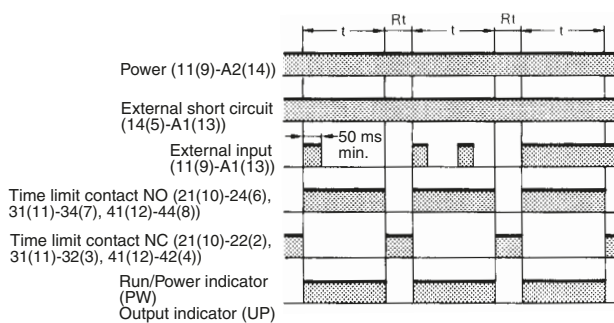 t Rt t Rt t
Power (11(9)-A2(14))
External short circuit
(14(5)-A1(13))
50 ms
min.
External input
(11(9)-A1(13))
Time limit contact NO (21(10)-24(6),
31(11)-34(7), 41(12)-44(8))
Time limit contact NC (21(10)-22(2),
31(11)-32(3), 41(12)-42(4))
Run/Power indicator
(PW)
Output indicator (UP)